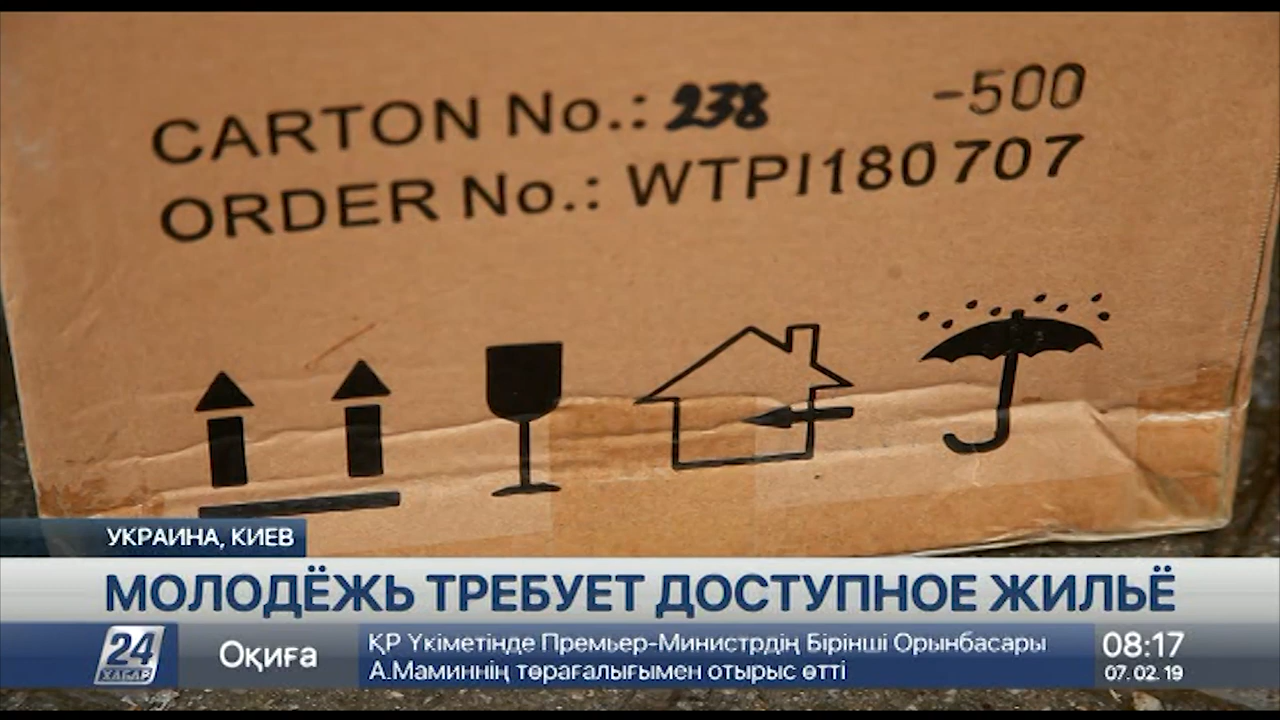 CARTON No.: 238 -500
ORDER No.: WTPI180707
УКРАИНА, КИЕВ
МОЛОДЁЖЬ ТРЕБУЕТ ДОСТУПНОЕ ЖИЛЬЁ
24 ХАБАР
Оқиға
ҚР Үкіметінде Премьер-Министрдің Бірінші Орынбасары
А.Маминнің төрағалығымен отырыс өтті
08:17
07.02.19